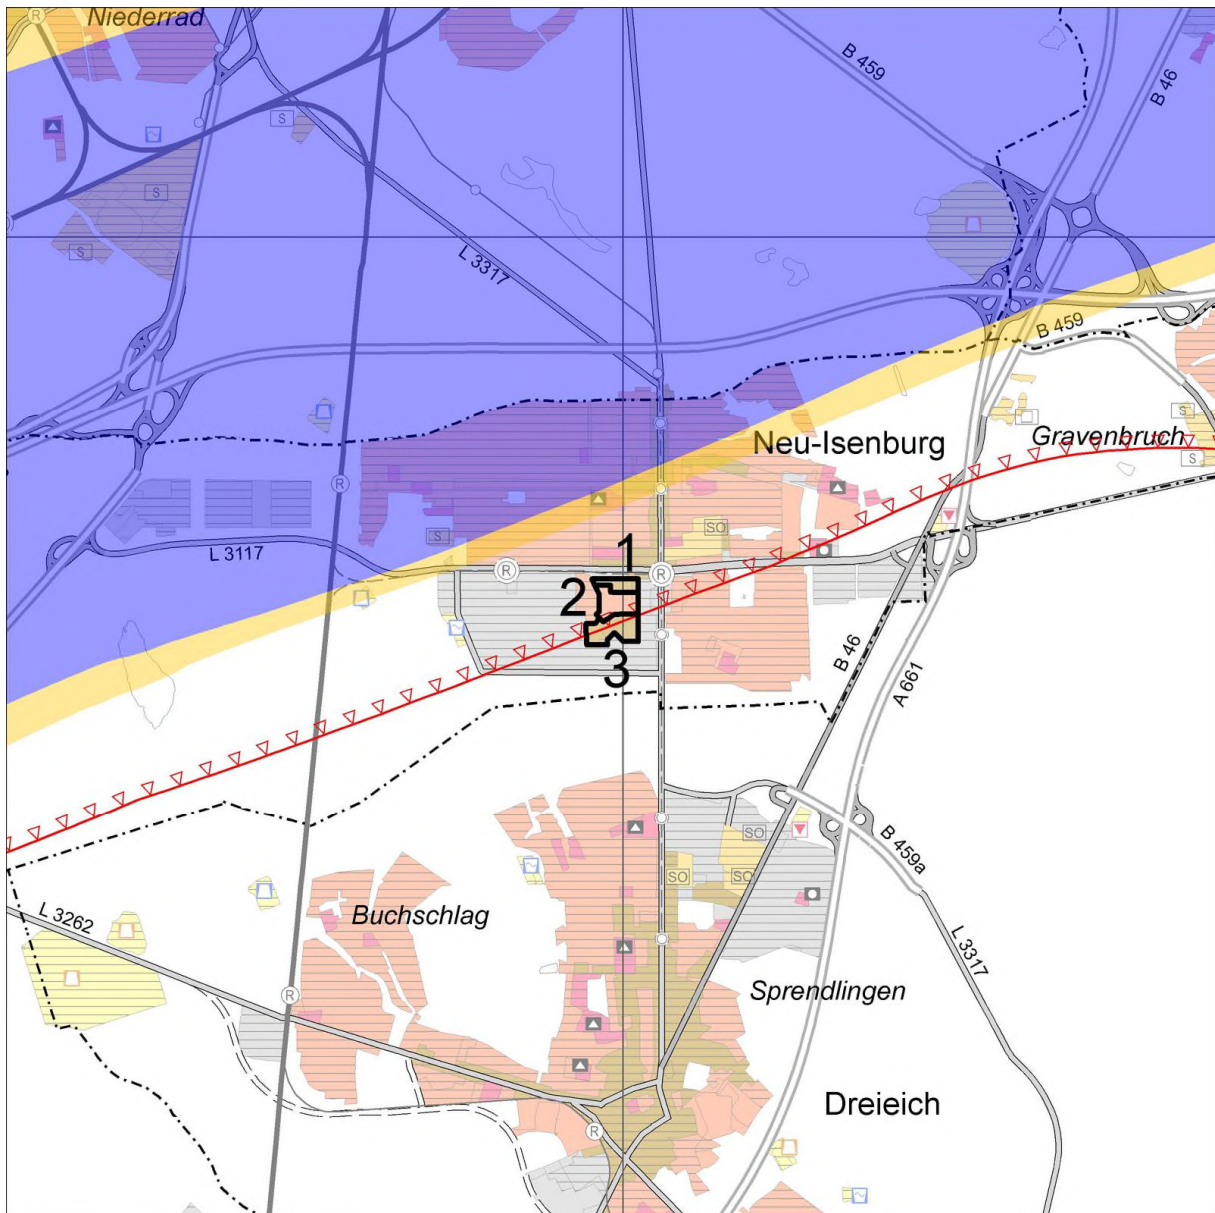 R
Niederrad
B 459
B 46
S
S
S
L 3317
B 459
Neu-Isenburg
Gravenbruch
S
S
R
SO
S
L 3117
R
1
R
2
3
B 46
A 661
SO
B 459a
SO
SO
Buchschlag
L 3262
L 3317
Sprendlingen
R
Dreieich
R